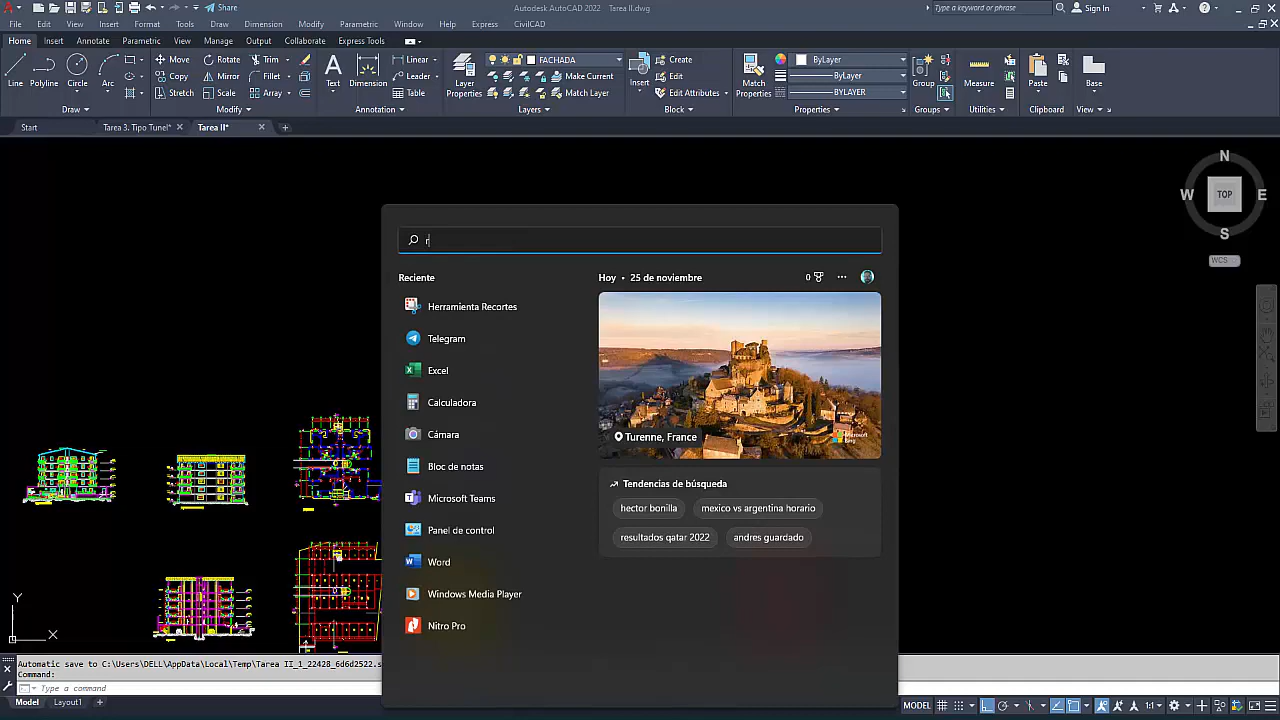 Share
Autodesk AutoCAD 2022 Tarea II.dwg
Type a keyword or phrase
Sign In
File Edit View Insert Format Tools Draw Dimension Modify Parametric Window Help Express CivilCAD
Home Insert Annotate Parametric View Manage Output Collaborate Express Tools
Line Polyline Circle Arc
Move Rotate Trim
Copy Mirror Fillet
Stretch Scale Array
Text Dimension
Linear
Leader
Table
Layer Properties
FACHADA
Make Current
Match Layer
Insert
Create
Edit
Edit Attributes
Match Properties
ByLayer
ByLayer
BYLAYER
Group
Measure
Paste
Base
Draw Modify Annotation Layers Block Properties Groups Utilities Clipboard View
Start Tarea 3. Tipo Tunel* Tarea II*
N
W TOP E
S
WCS
r
Reciente
Herramienta Recortes
Telegram
Excel
Calculadora
Cámara
Bloc de notas
Microsoft Teams
Panel de control
Word
Windows Media Player
Nitro Pro
Hoy • 25 de noviembre
0
Turenne, France
Microsoft Bing
Tendencias de búsqueda
hector bonilla mexico vs argentina horario
resultados qatar 2022 andres guardado
Y
X
Automatic save to C:\Users\DELL\AppData\Local\Temp\Tarea II_1_22428_6d6d2522.s
Command:
Type a command
Model Layout1
MODEL
1:1